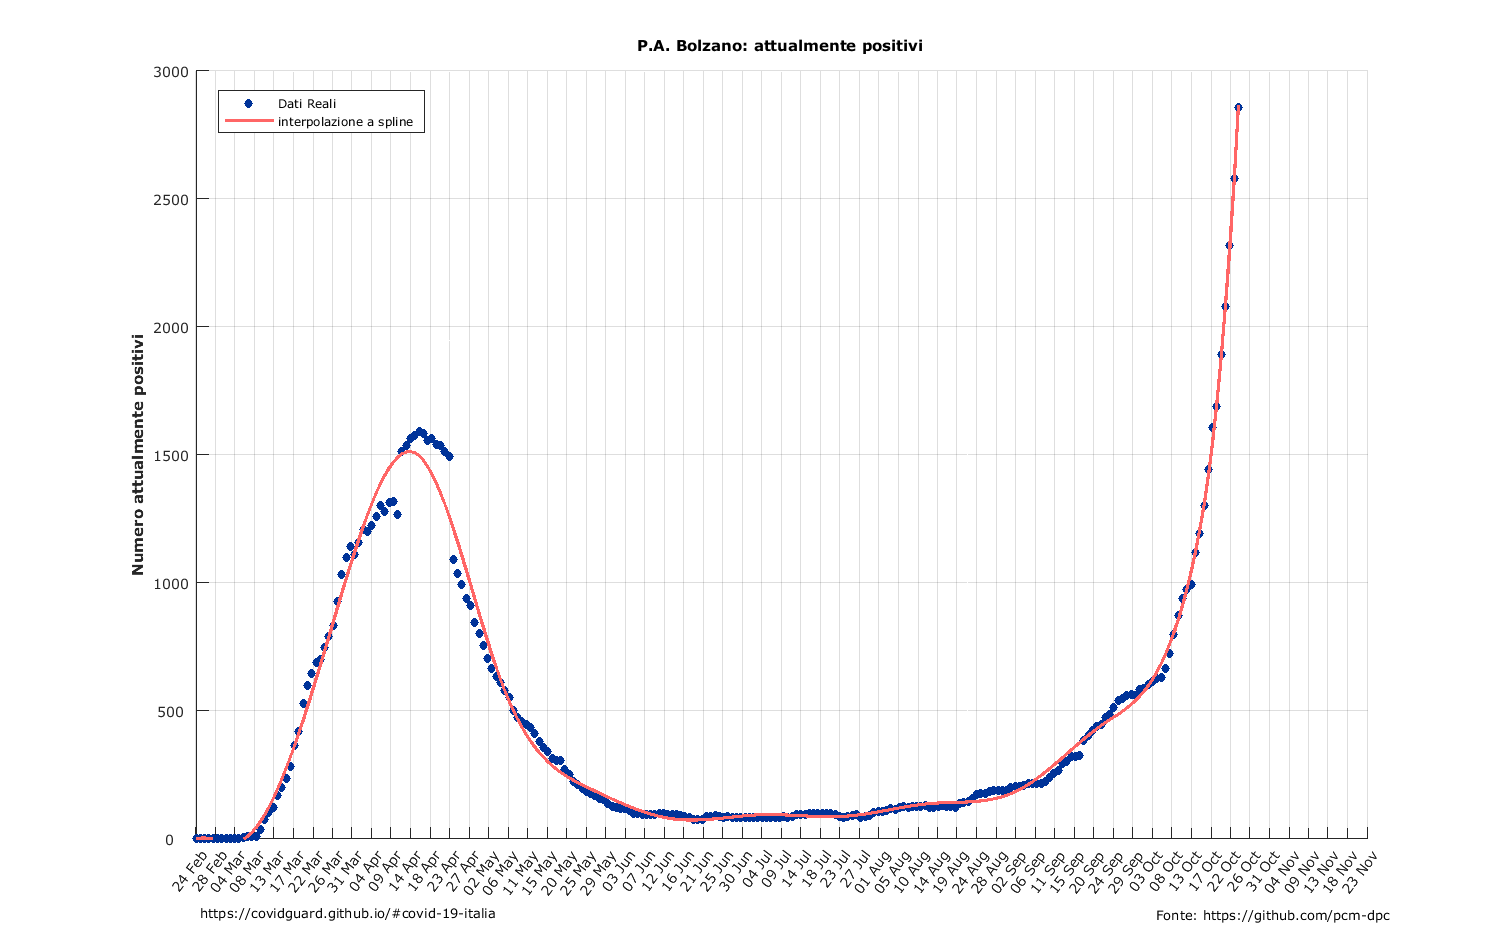 P.A. Bolzano: attualmente positivi
Dati Reali
interpolazione a spline
Numero attualmente positivi
3000
2500
2000
1500
1000
500
0
24 Feb
28 Feb
04 Mar
08 Mar
13 Mar
17 Mar
22 Mar
26 Mar
31 Mar
04 Apr
09 Apr
14 Apr
18 Apr
23 Apr
27 Apr
02 May
06 May
11 May
15 May
20 May
25 May
29 May
03 Jun
07 Jun
12 Jun
16 Jun
21 Jun
25 Jun
30 Jun
04 Jul
09 Jul
14 Jul
18 Jul
23 Jul
27 Jul
01 Aug
05 Aug
10 Aug
14 Aug
19 Aug
24 Aug
28 Aug
02 Sep
06 Sep
11 Sep
15 Sep
20 Sep
24 Sep
29 Sep
03 Oct
08 Oct
13 Oct
17 Oct
22 Oct
26 Oct
31 Oct
04 Nov
09 Nov
13 Nov
18 Nov
23 Nov
https://covidguard.github.io/#covid-19-italia
Fonte: https://github.com/pcm-dpc